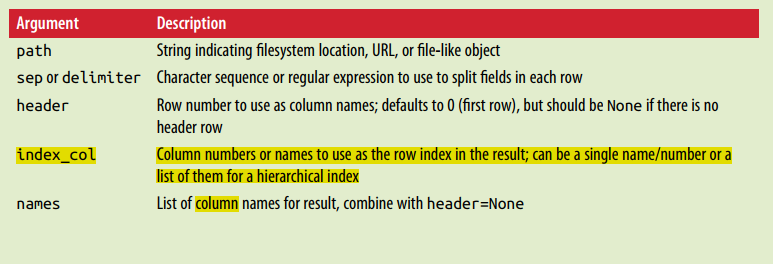 Argument Description
path String indicating filesystem location, URL, or file-like object
sep or delimiter Character sequence or regular expression to use to split fields in each row
header Row number to use as column names; defaults to 0 (first row), but should be None if there is no
header row
index_col Column numbers or names to use as the row index in the result; can be a single name/number or a
list of them for a hierarchical index
names List of column names for result, combine with header=None